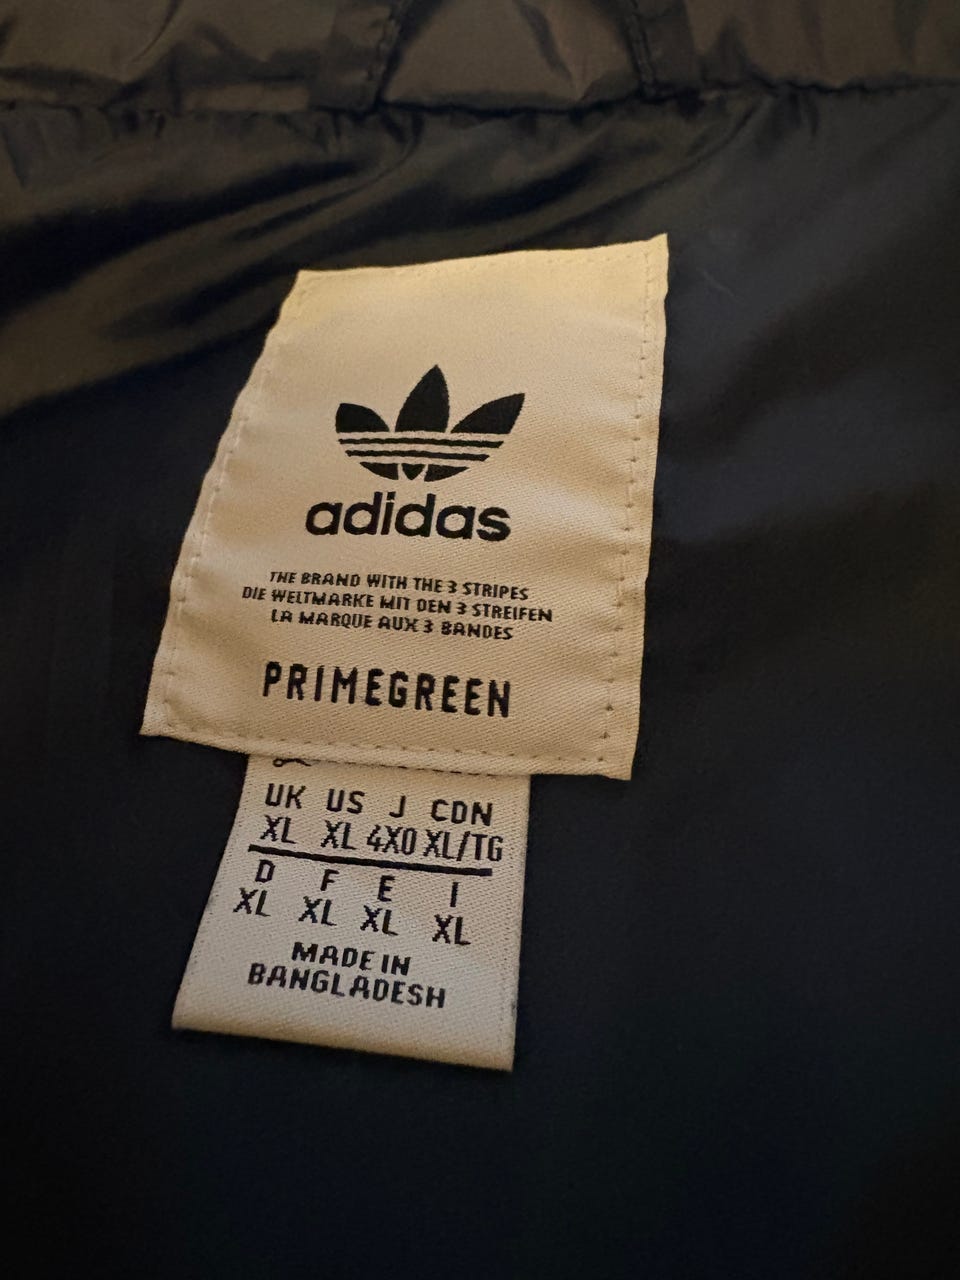 adidas
THE BRAND WITH THE 3 STRIPES
DIE WELTMARKE MIT DEN 3 STREIFEN
LA MARQUE AUX 3 BANDES
PRIMEGREEN
UK US J CDN
XL XL 4XO XL/TG
D F E I
XL XL XL XL
MADE IN
BANGLADESH